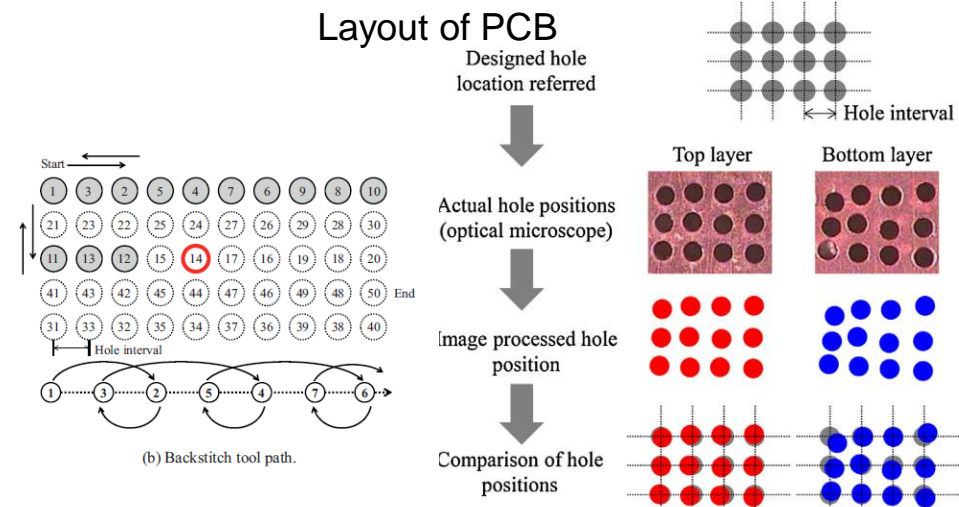 Layout of PCB
Start
1 3 2 5 4 7 6 9 8 10
21 23 22 25 24 27 26 29 28 30
11 13 12 15 14 17 16 19 18 20
41 43 42 45 44 47 46 49 48 50 End
31 33 32 35 34 37 36 39 38 40
Hole interval
1 3 2 5 4 7 6
(b) Backstitch tool path.
Designed hole
location referred
Hole interval
Top layer Bottom layer
Actual hole positions
(optical microscope)
Image processed hole
position
Comparison of hole
positions